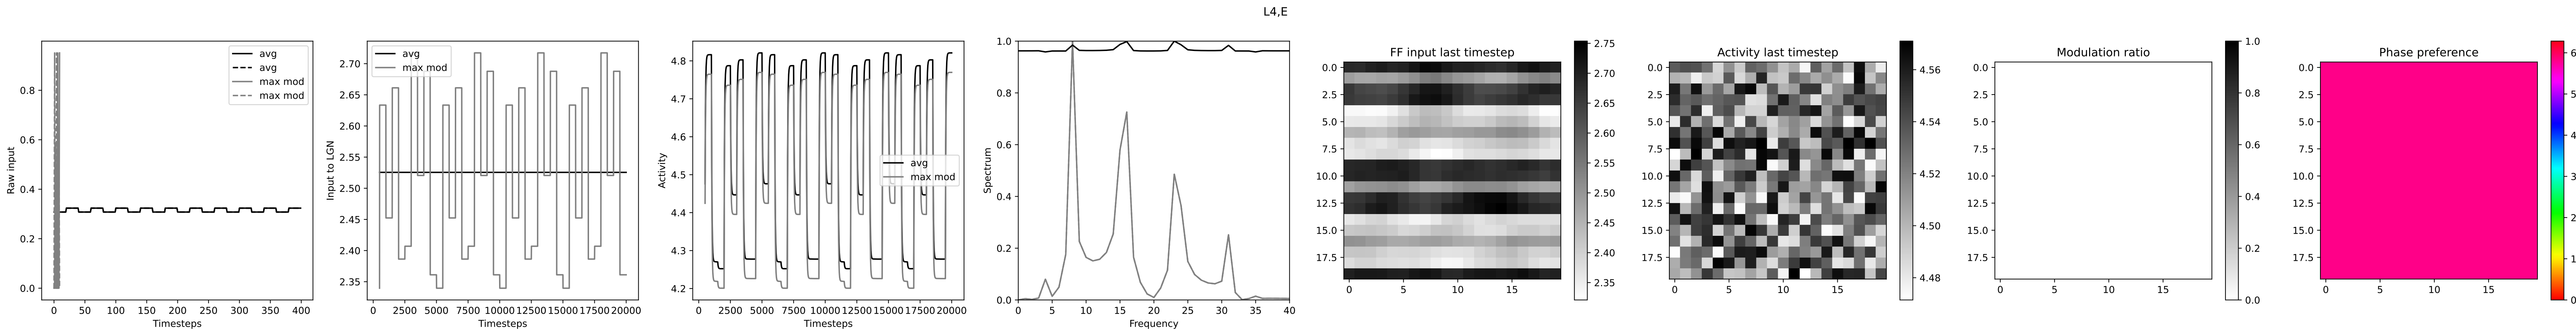 L4,E
Raw input
0.8
0.6
0.4
0.2
0.0
avg
avg
max mod
max mod
0 50 100 150 200 250 300 350 400
Timesteps
Input to LGN
2.70
2.65
2.60
2.55
2.50
2.45
2.40
2.35
avg
max mod
0 2500 5000 7500 10000 12500 15000 17500 20000
Timesteps
Activity
4.8
4.7
4.6
4.5
4.4
4.3
4.2
avg
max mod
0 2500 5000 7500 10000 12500 15000 17500 20000
Timesteps
Spectrum
1.0
0.8
0.6
0.4
0.2
0.0
0 5 10 15 20 25 30 35 40
Frequency
FF input last timestep
0.0
2.5
5.0
7.5
10.0
12.5
15.0
17.5
0 5 10 15
2.75
2.70
2.65
2.60
2.55
2.50
2.45
2.40
2.35
Activity last timestep
0.0
2.5
5.0
7.5
10.0
12.5
15.0
17.5
0 5 10 15
4.56
4.54
4.52
4.50
4.48
Modulation ratio
0.0
2.5
5.0
7.5
10.0
12.5
15.0
17.5
0 5 10 15
1.0
0.8
0.6
0.4
0.2
0.0
Phase preference
0.0
2.5
5.0
7.5
10.0
12.5
15.0
17.5
0 5 10 15
6
5
4
3
2
1
0